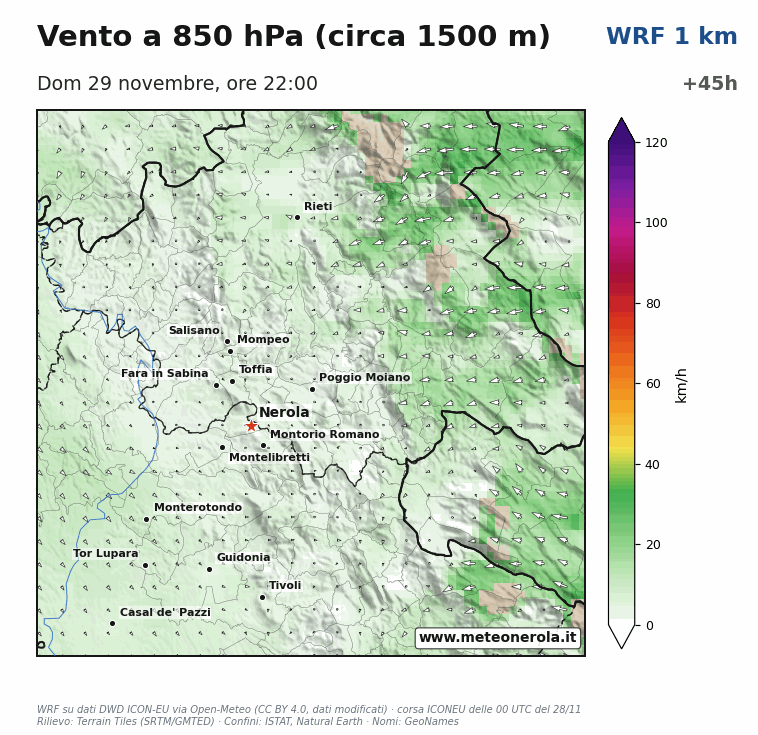 Vento a 850 hPa (circa 1500 m)
WRF 1 km
Dom 29 novembre, ore 22:00
+45h
Rieti
Salisano
Mompeo
Toffia
Fara in Sabina
Poggio Moiano
Nerola
Montorio Romano
Montelibretti
Monterotondo
Tor Lupara
Guidonia
Tivoli
Casal de' Pazzi
www.meteonerola.it
120
100
80
60
40
20
0
km/h
WRF su dati DWD ICON-EU via Open-Meteo (CC BY 4.0, dati modificati) · corsa ICONEU delle 00 UTC del 28/11
Rilievo: Terrain Tiles (SRTM/GMTED) · Confini: ISTAT, Natural Earth · Nomi: GeoNames